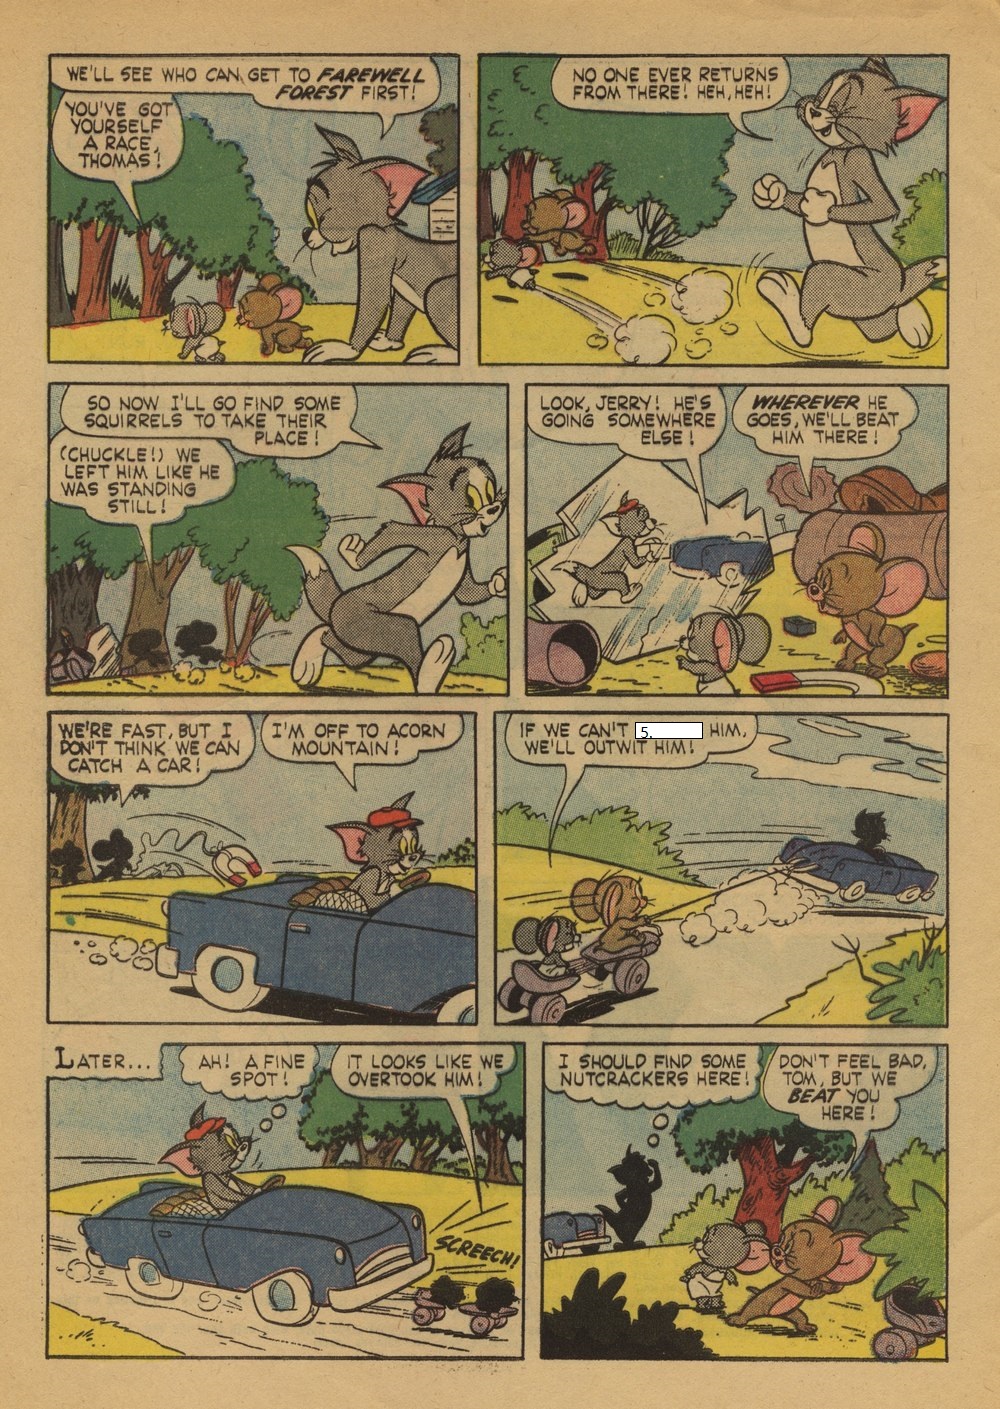 WE'LL SEE WHO CAN GET TO FAREWELL
FOREST FIRST!
YOU'VE GOT
YOURSELF
A RACE,
THOMAS!
NO ONE EVER RETURNS
FROM THERE! HEH, HEH!
SO NOW I'LL GO FIND SOME
SQUIRRELS TO TAKE THEIR
PLACE!
(CHUCKLE!) WE
LEFT HIM LIKE HE
WAS STANDING
STILL!
LOOK, JERRY! HE'S
GOING SOMEWHERE
ELSE!
WHEREVER HE
GOES, WE'LL BEAT
HIM THERE!
WE'RE FAST, BUT I
DON'T THINK WE CAN
CATCH A CAR!
I'M OFF TO ACORN
MOUNTAIN!
IF WE CAN'T 5. HIM,
WE'LL OUTWIT HIM!
LATER...
AH! A FINE
SPOT!
IT LOOKS LIKE WE
OVERTOOK HIM!
SCREECH!
I SHOULD FIND SOME
NUTCRACKERS HERE!
DON'T FEEL BAD,
TOM, BUT WE
BEAT YOU
HERE!